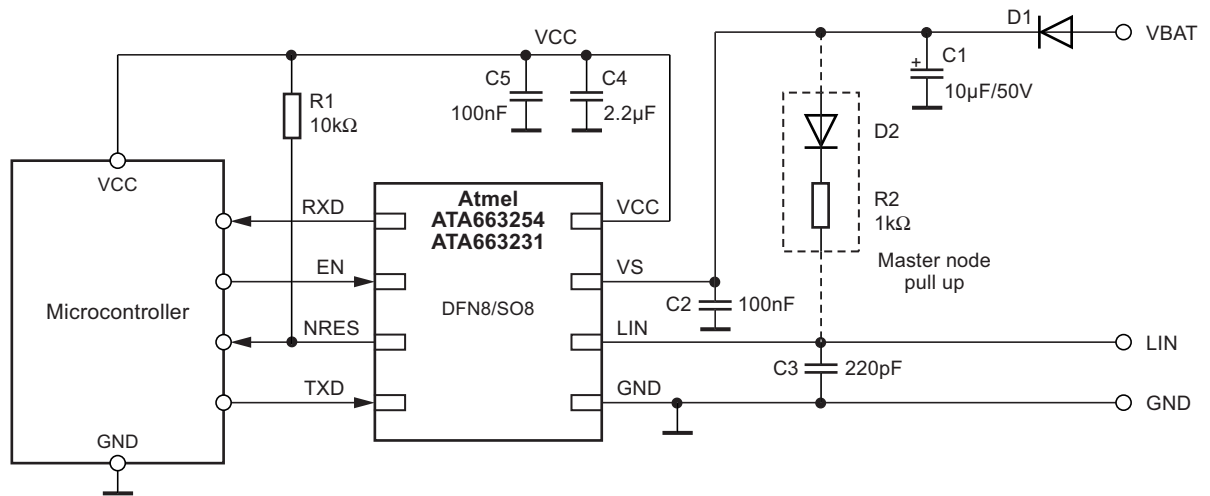 VCC
D1
VBAT
C5
100nF
C4
2.2µF
+
C1
10µF/50V
R1
10kΩ
D2
R2
1kΩ
Master node
pull up
VCC
Microcontroller
GND
RXD
EN
NRES
TXD
Atmel
ATA663254
ATA663231
DFN8/SO8
VCC
VS
LIN
GND
C2
100nF
C3
220pF
LIN
GND